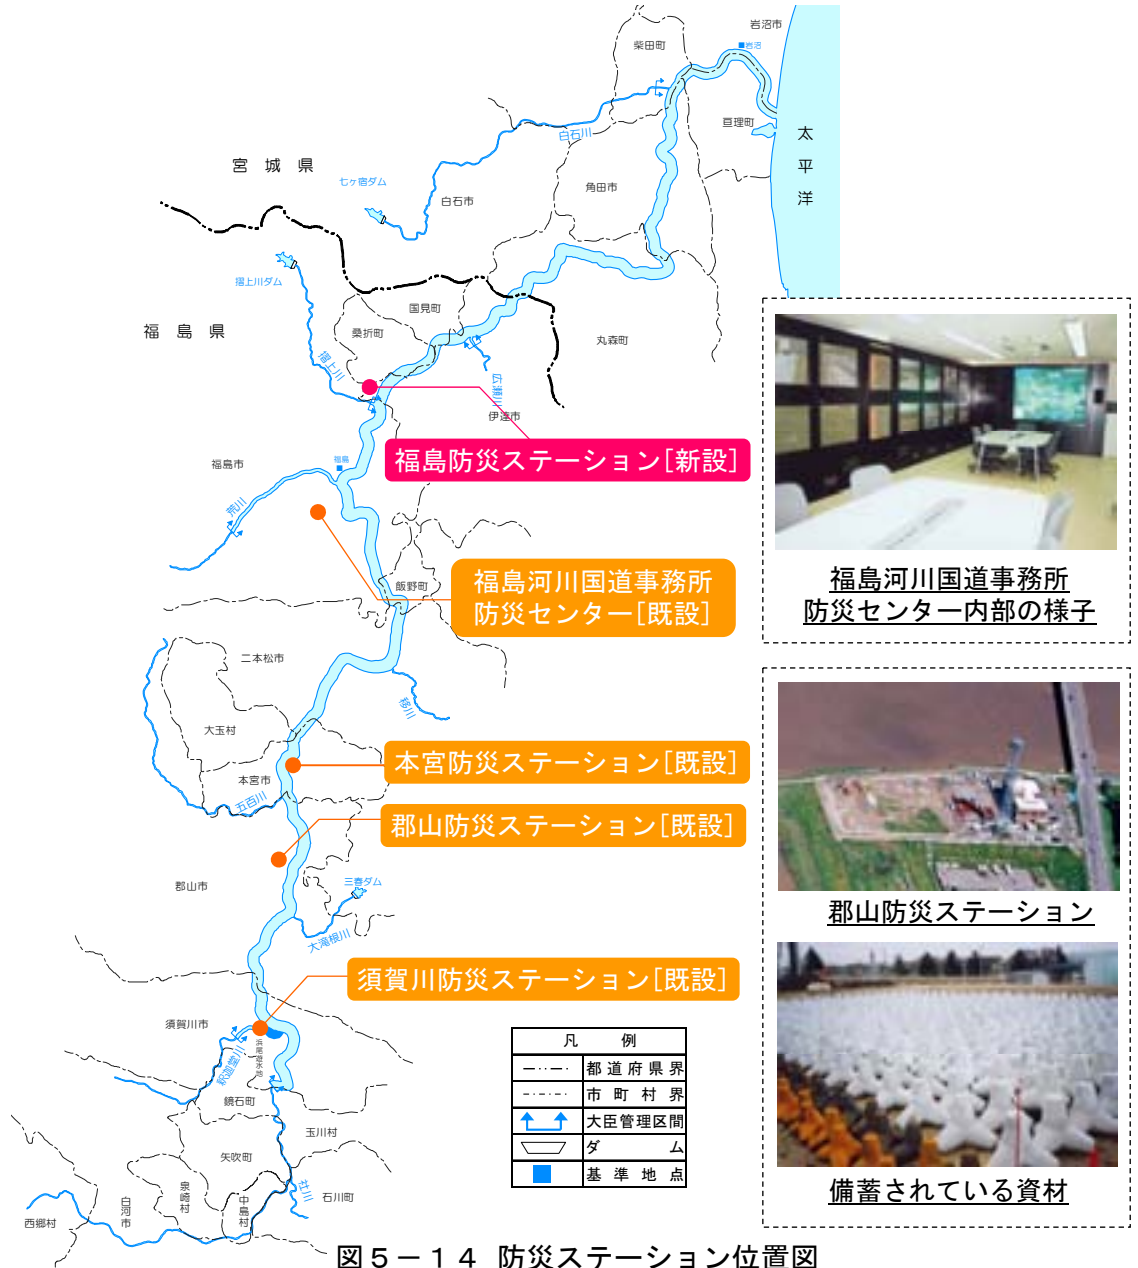 岩沼市
柴田町
岩沼
亘理町
太平洋
白石川
宮城県
七ヶ宿ダム
角田市
白石市
摺上川ダム
国見町
福島県
桑折町
丸森町
摺上川
広瀬川
伊達市
福島防災ステーション[新設]
福島市
福島
荒川
福島河川国道事務所
防災センター[既設]
飯野町
福島河川国道事務所
防災センター内部の様子
二本松市
移川
大玉村
本宮防災ステーション[既設]
本宮市
五百川
郡山防災ステーション[既設]
三春ダム
郡山市
郡山防災ステーション
大滝根川
須賀川防災ステーション[既設]
須賀川市
浜尾遊水地
釈迦堂川
鏡石町
玉川村
矢吹町
泉崎村
中島村
社川
石川町
白河市
西郷村
凡例
都道府県界
市町村界
大臣管理区間
ダム
基準地点
備蓄されている資材
図5-14 防災ステーション位置図